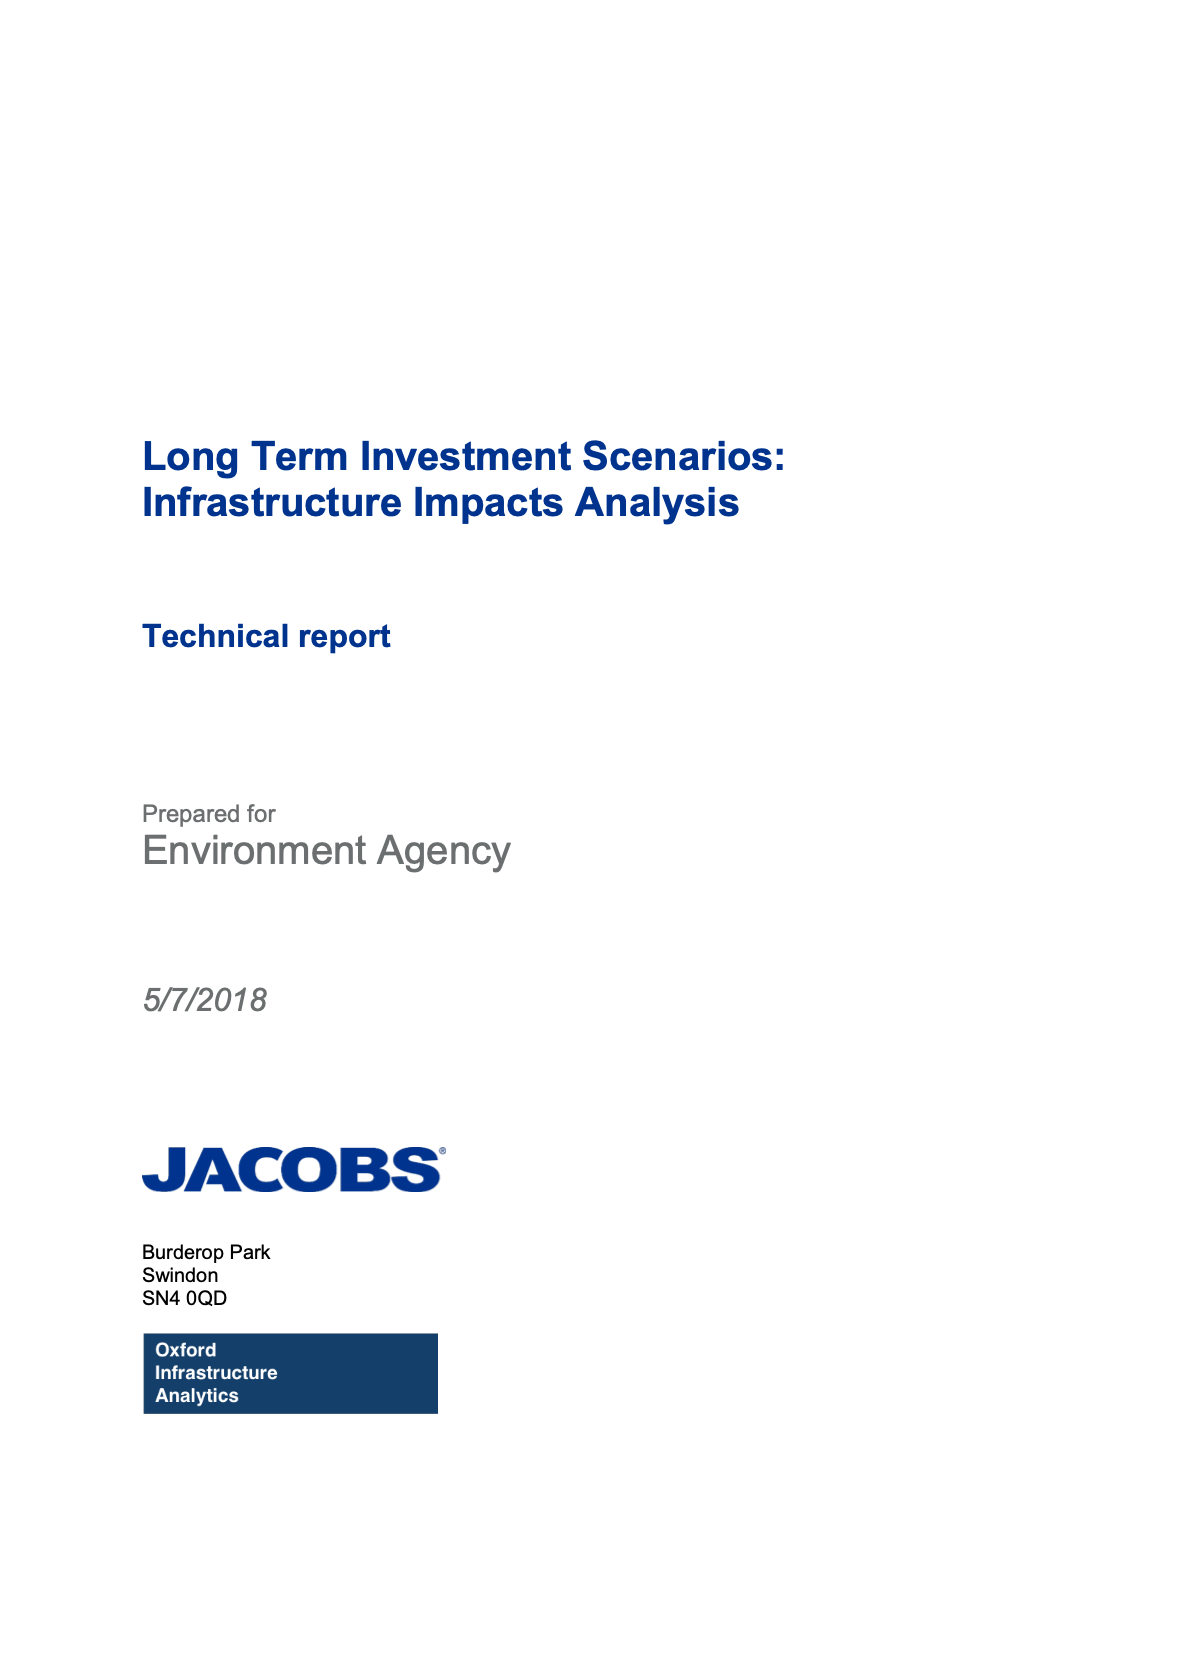 Long Term Investment Scenarios:
Infrastructure Impacts Analysis
Technical report
Prepared for
Environment Agency
5/7/2018
JACOBS®
Burderop Park
Swindon
SN4 0QD
Oxford
Infrastructure
Analytics